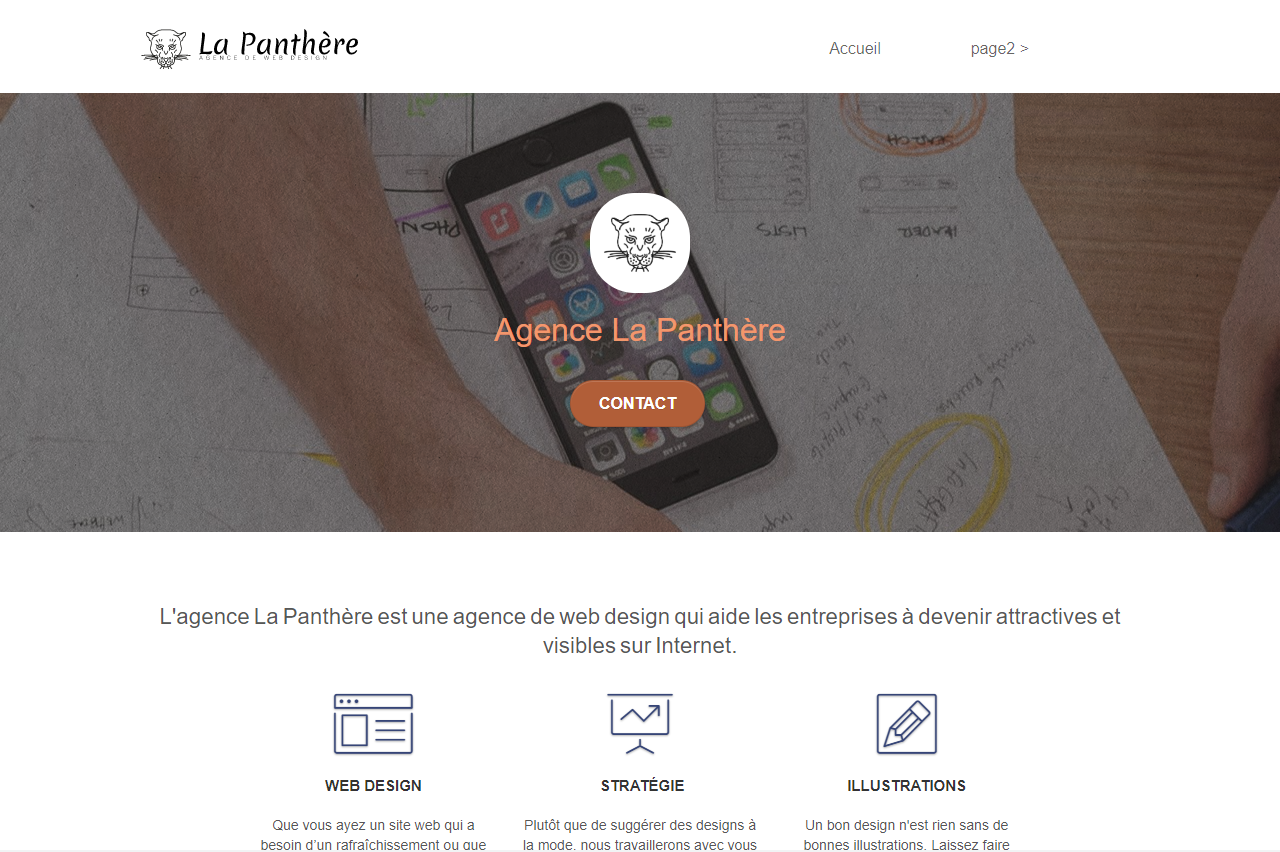 La Panthère
AGENCE DE WEB DESIGN
Accueil
page2 >
SEARCH
LISTS
HEADER
Agence La Panthère
CONTACT
L'agence La Panthère est une agence de web design qui aide les entreprises à devenir attractives et
visibles sur Internet.
WEB DESIGN
STRATÉGIE
ILLUSTRATIONS
Que vous ayez un site web qui a
besoin d’un rafraîchissement ou que
Plutôt que de suggérer des designs à
la mode, nous travaillerons avec vous
Un bon design n'est rien sans de
bonnes illustrations. Laissez faire